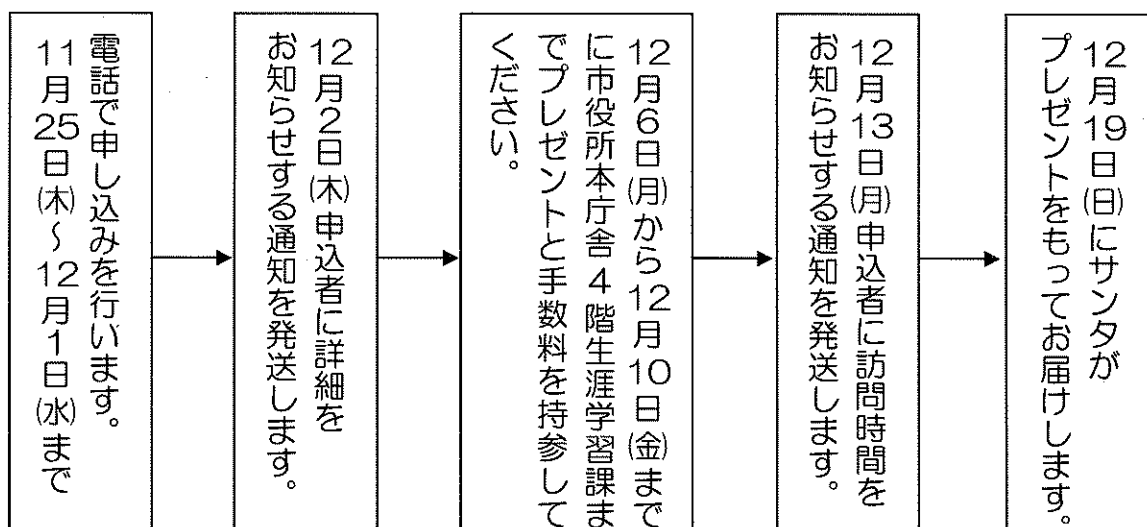 電話で申し込みを行います。
11月25日(木)～12月1日(水)まで
12月2日(木)申込者に詳細を
お知らせする通知を発送します。
12月6日(月)から12月10日(金)まで
に市役所本庁舎4階生涯学習課ま
でプレゼントと手数料を持参して
ください。
12月13日(月)申込者に訪問時間を
お知らせする通知を発送します。
12月19日(日)にサンタが
プレゼントをもってお届けします。